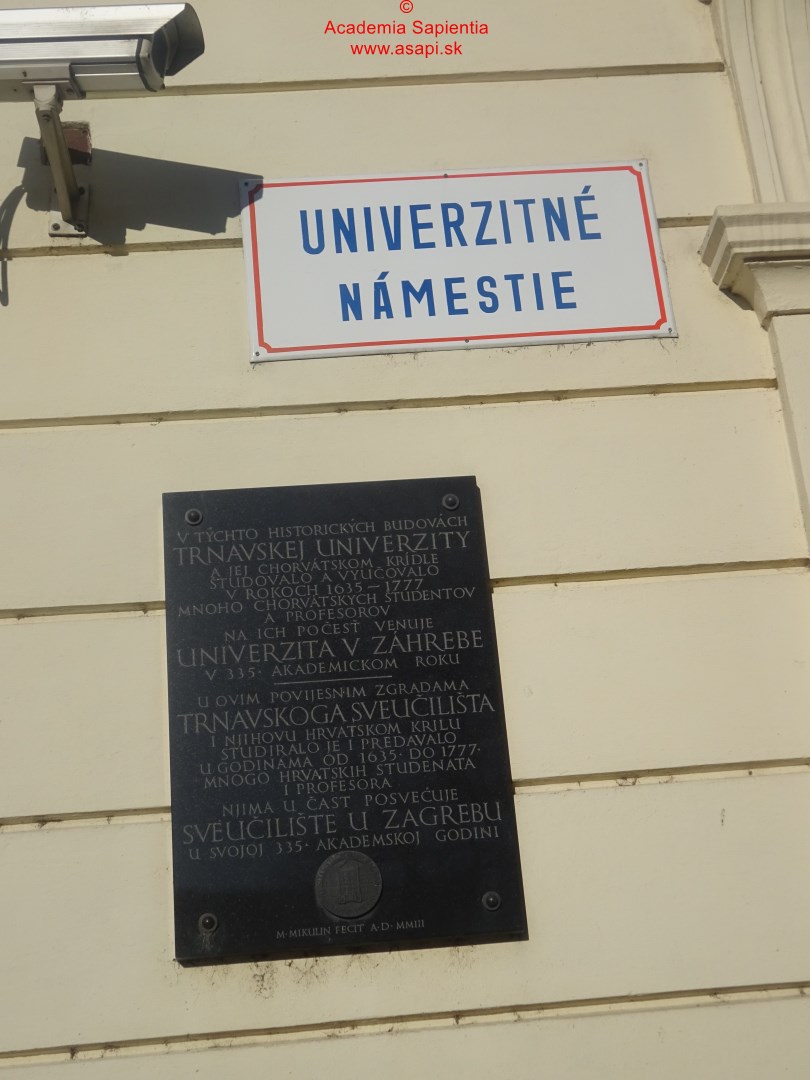 ©
Academia Sapientia
www.asapi.sk
UNIVERZITNÉ
NÁMESTIE
V TÝCHTO HISTORICKÝCH BUDOVÁCH
TRNAVSKEJ UNIVERZITY
A JEJ CHORVÁTSKOM KRÍDLE
ŠTUDOVALO A VYUČOVALO
V ROKOCH 1635–1777
MNOHO CHORVÁTSKYCH ŠTUDENTOV
A PROFESOROV
NA ICH POČESŤ VENUJE
UNIVERZITA V ZÁHREBE
V 335· AKADEMICKOM ROKU
U OVIM POVIJESNIM ZGRADAMA
TRNAVSKOGA SVEUČILIŠTA
I NJIHOVU HRVATSKOM KRILU
STUDIRALO JE I PREDAVALO
U GODINAMA OD 1635· DO 1777·
MNOGO HRVATSKIH STUDENATA
I PROFESORA
NJIMA U ČAST POSVEĆUJE
SVEUČILIŠTE U ZAGREBU
U SVOJOJ 335· AKADEMSKOJ GODINI
M·MIKULIN FECIT A·D·MMIII